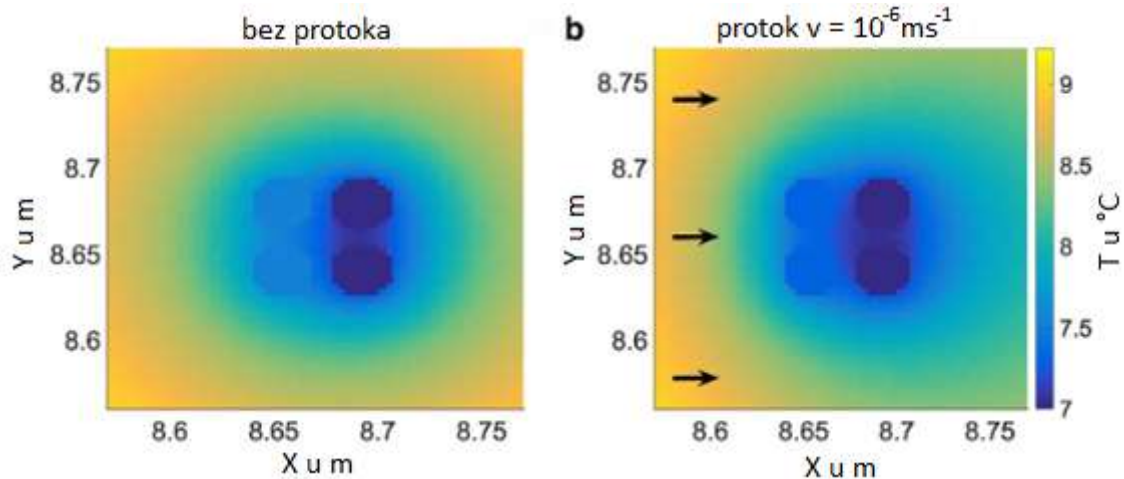 bez protoka
8.75
8.7
8.65
8.6
Y u m
8.6 8.65 8.7 8.75
X u m
b protok v = 10⁻⁶ms⁻¹
8.75
8.7
8.65
8.6
Y u m
8.6 8.65 8.7 8.75
X u m
9
8.5
8
7.5
7
T u °C